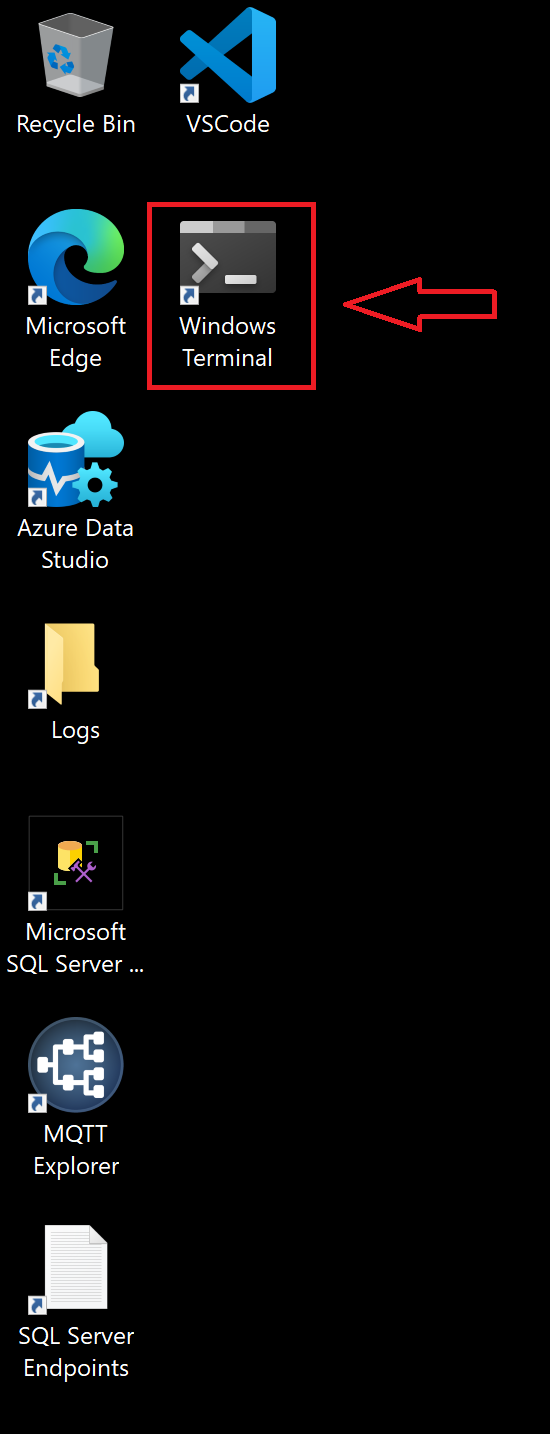 Recycle Bin
VSCode
Microsoft
Edge
Windows
Terminal
Azure Data
Studio
Logs
Microsoft
SQL Server ...
MQTT
Explorer
SQL Server
Endpoints